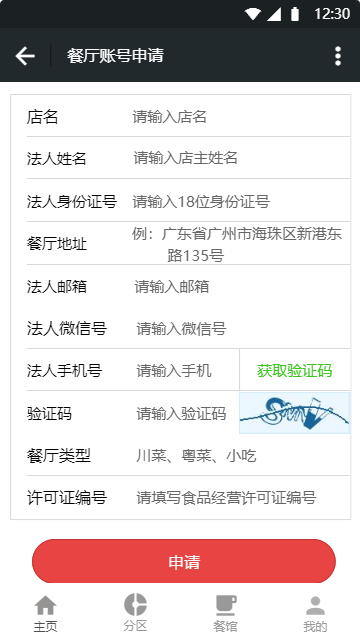 12:30
餐厅账号申请
店名 请输入店名
法人姓名 请输入店主姓名
法人身份证号 请输入18位身份证号
餐厅地址 例：广东省广州市海珠区新港东
路135号
法人邮箱 请输入邮箱
法人微信号 请输入微信号
法人手机号 请输入手机 获取验证码
验证码 请输入验证码
餐厅类型 川菜、粤菜、小吃
许可证编号 请填写食品经营许可证编号
申请
主页 分区 餐馆 我的